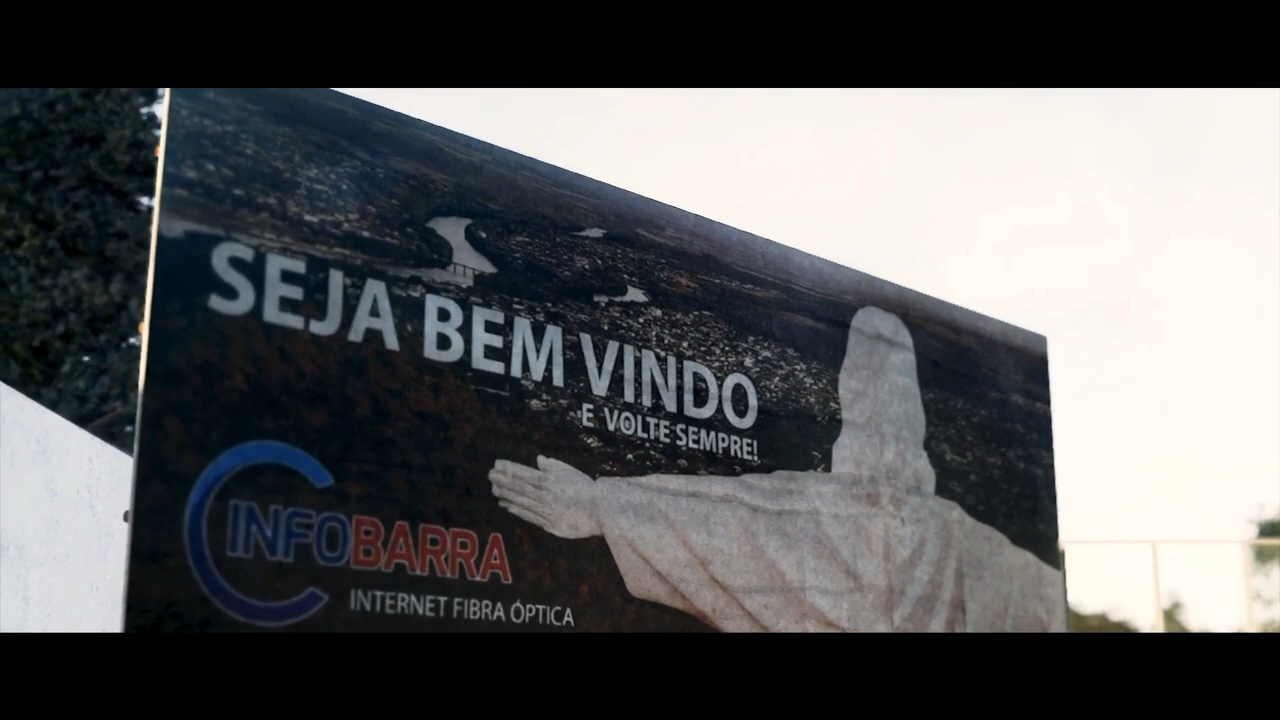 SEJA BEM VINDO
E VOLTE SEMPRE!
INFOBARRA
INTERNET FIBRA ÓPTICA